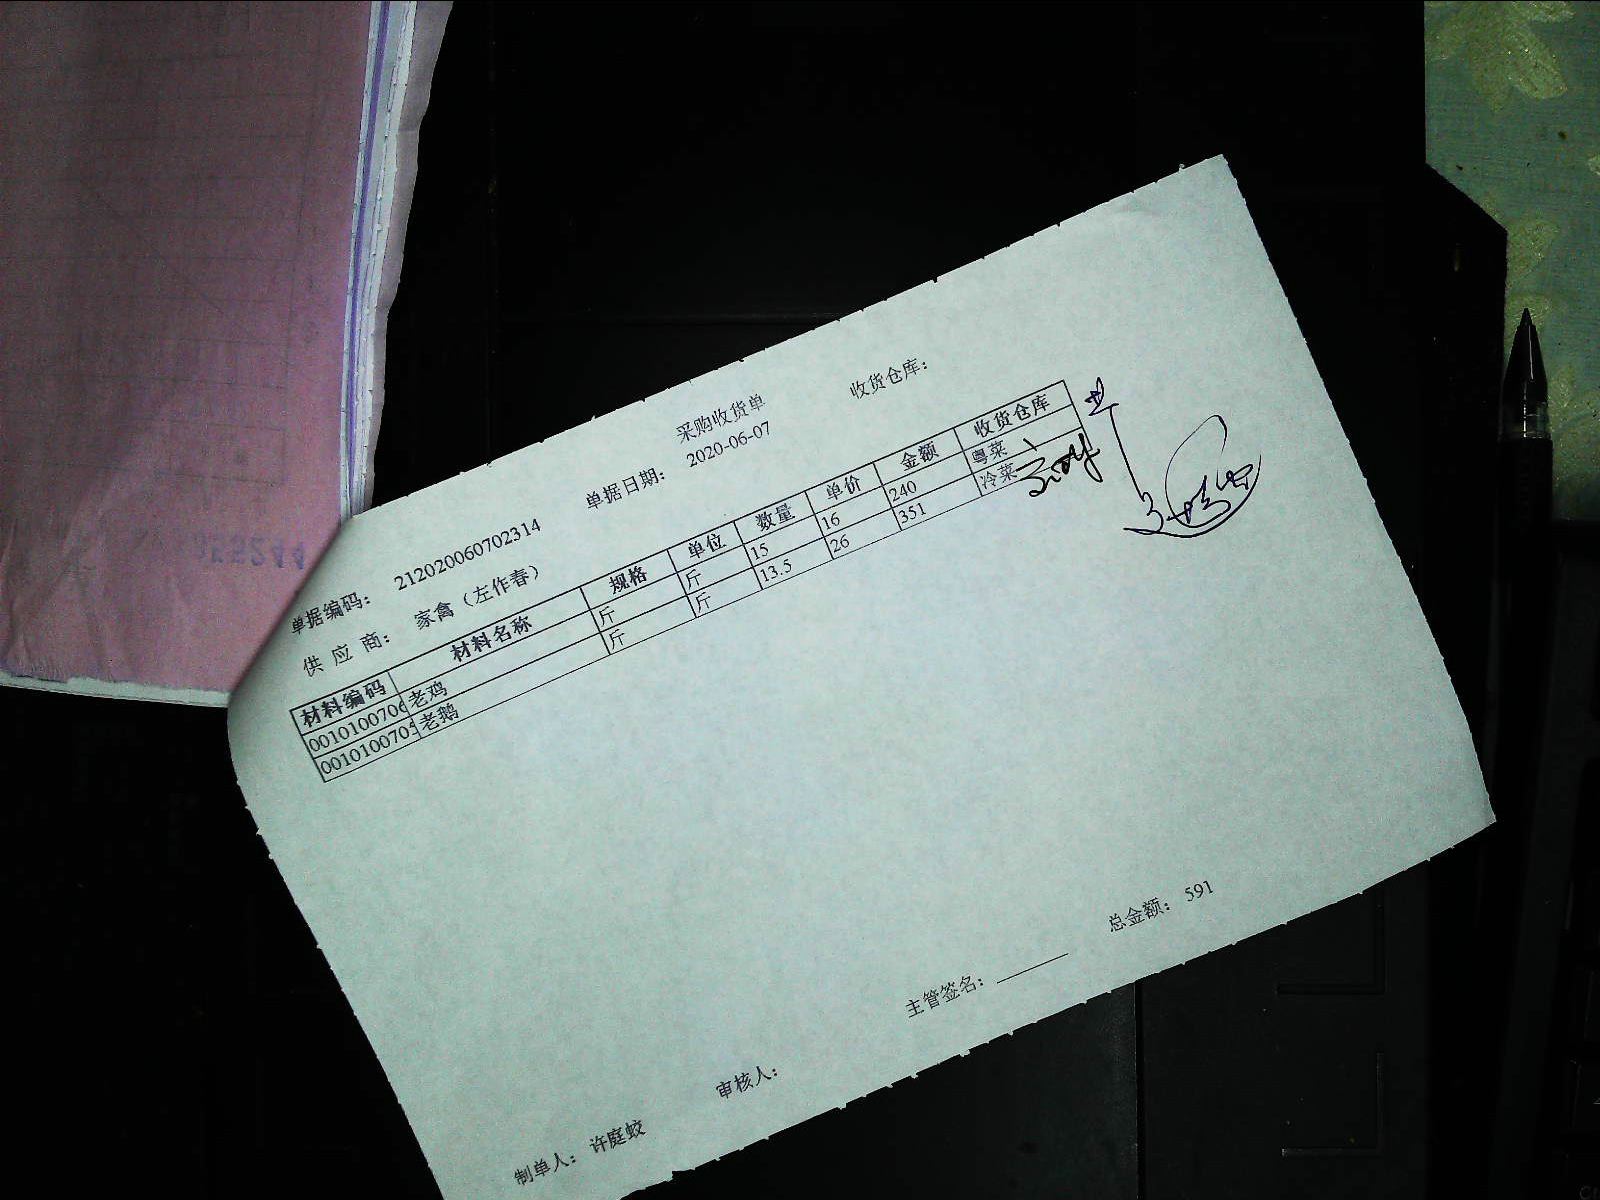 采购收货单
单据编码: 212020060702314 单据日期: 2020-06-07 收货仓库:
供 应 商: 家禽（左作春）
材料编码 材料名称 规格 单位 数量 单价 金额 收货仓库
0010100706 老鸡 斤 斤 15 16 240 粤菜
0010100705 老鹅 斤 斤 13.5 26 351 冷菜
总金额: 591
主管签名:
审核人:
制单人: 许庭蛟